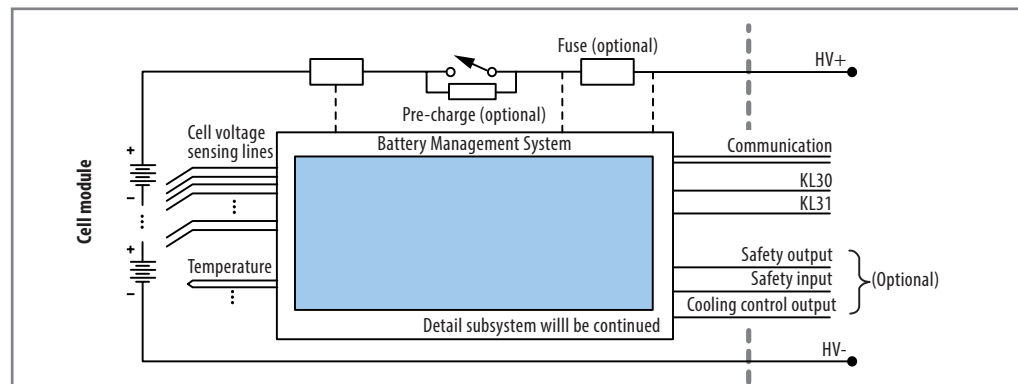 Fuse (optional)
HV+
Pre-charge (optional)
Cell voltage
sensing lines
Battery Management System
Communication
KL30
KL31
+
−
Cell module
+
−
Temperature
Safety output
Safety input
(Optional)
Cooling control output
Detail subsystem willl be continued
HV-